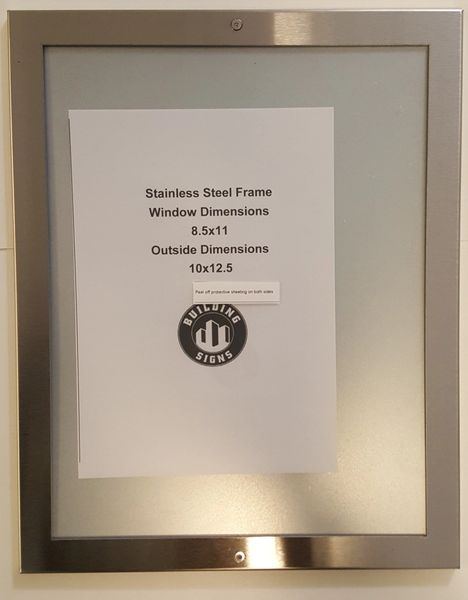 Stainless Steel Frame
Window Dimensions
8.5x11
Outside Dimensions
10x12.5
Peel off protective sheeting on both sides
BUILDING
SIGNS